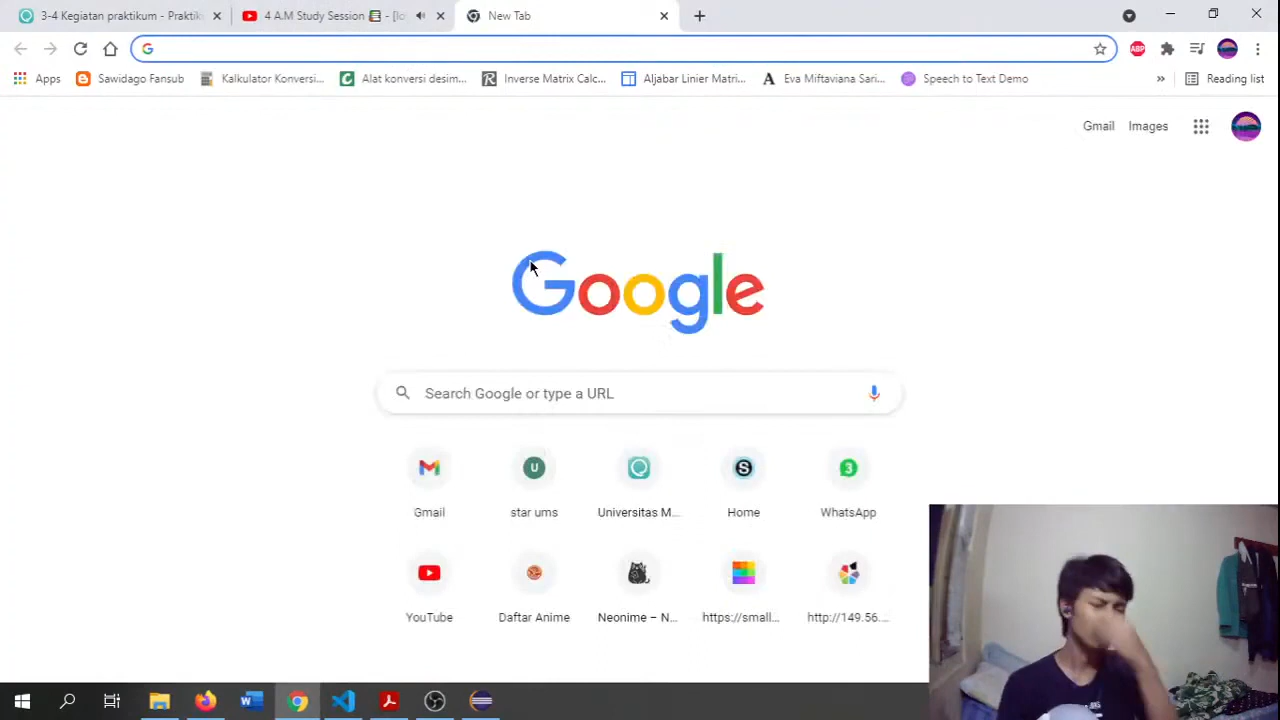 3-4 Kegiatan praktikum - Praktik
4 A.M Study Session - [lo
New Tab
ABP
Apps
Sawidago Fansub
Kalkulator Konversi...
Alat konversi desim...
Inverse Matrix Calc...
Aljabar Linier Matri...
Eva Miftaviana Sari...
Speech to Text Demo
»
Reading list
Gmail
Images
Google
Search Google or type a URL
Gmail
star ums
Universitas M...
Home
WhatsApp
YouTube
Daftar Anime
Neonime – N...
https://small...
http://149.56....